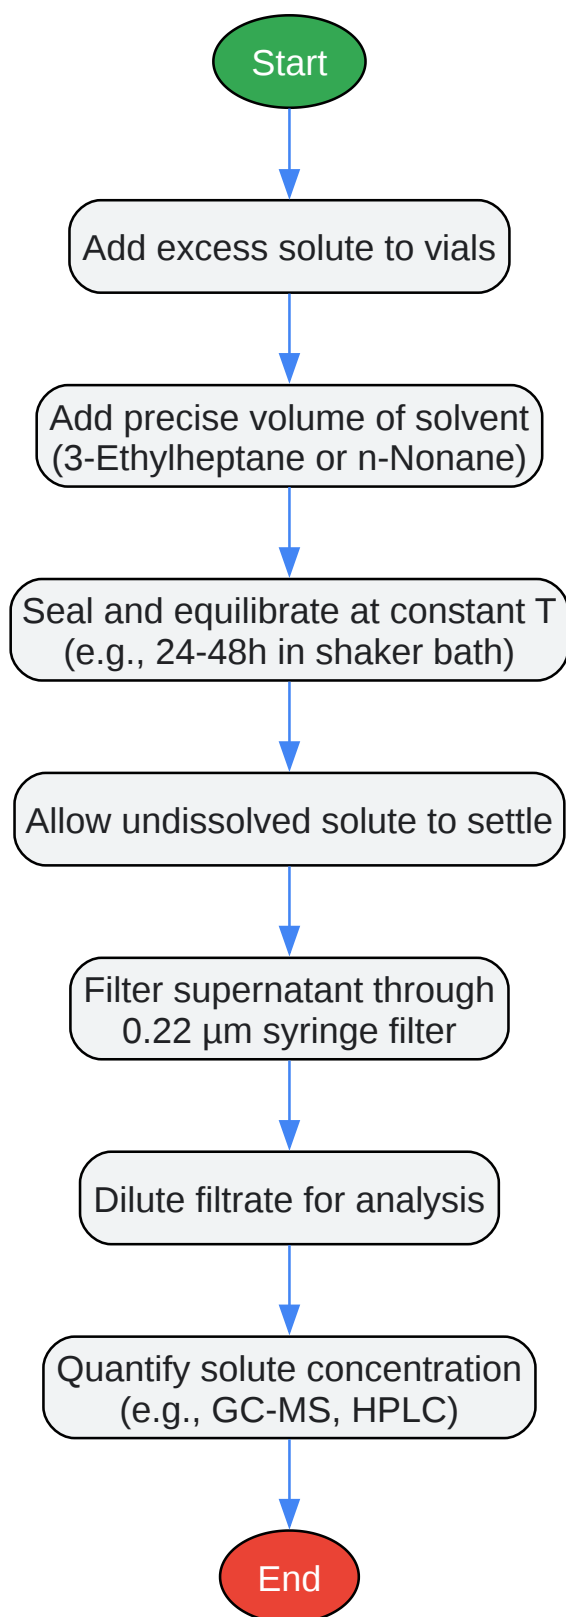 Start
Add excess solute to vials
Add precise volume of solvent
(3-Ethylheptane or n-Nonane)
Seal and equilibrate at constant T
(e.g., 24-48h in shaker bath)
Allow undissolved solute to settle
Filter supernatant through
0.22 µm syringe filter
Dilute filtrate for analysis
Quantify solute concentration
(e.g., GC-MS, HPLC)
End